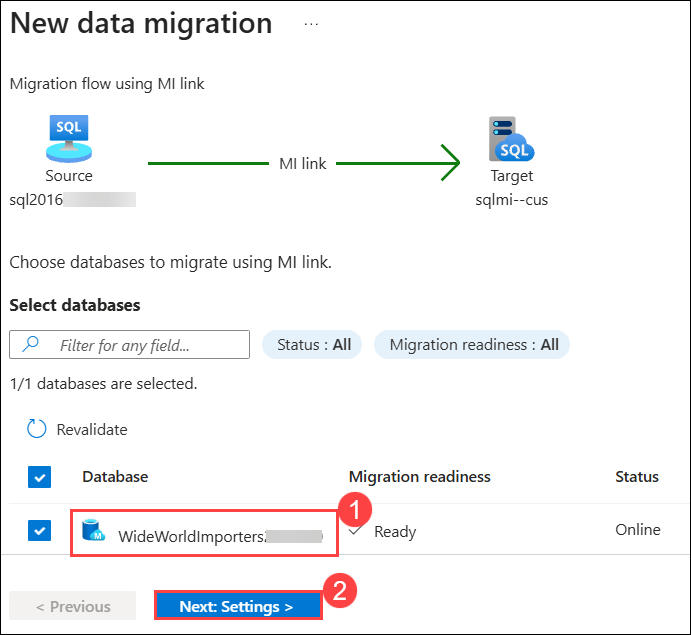 New data migration ...
Migration flow using MI link
SQL
SQL
MI link
Source
Target
sql2016
sqlmi--cus
Choose databases to migrate using MI link.
Select databases
Filter for any field...
Status : All
Migration readiness : All
1/1 databases are selected.
Revalidate
Database
Migration readiness
Status
1
M
WideWorldImporters
Ready
Online
2
< Previous
Next: Settings >